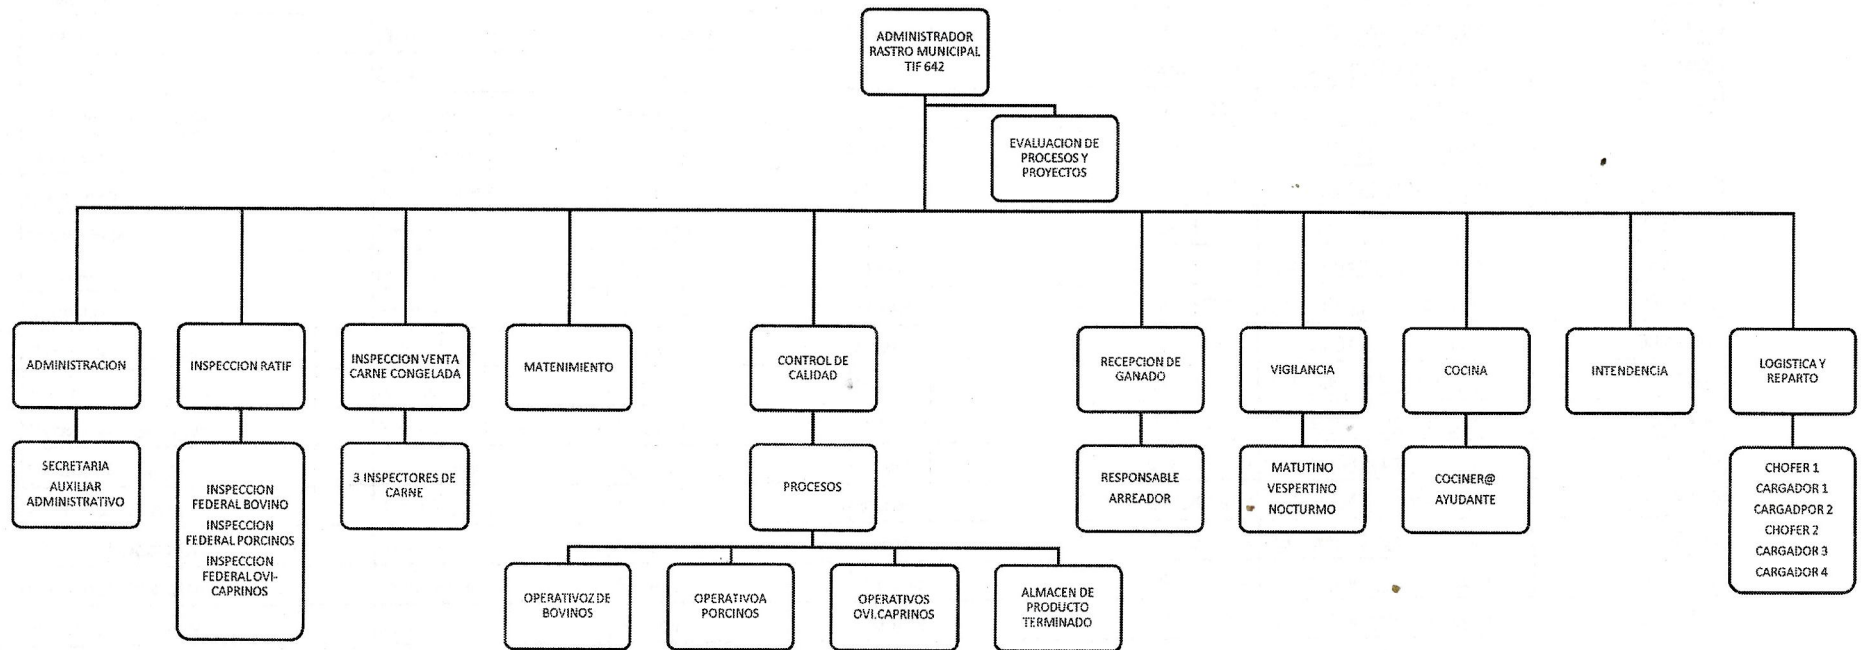 ADMINISTRADOR
RASTRO MUNICIPAL
TIF 642
EVALUACION DE
PROCESOS Y
PROYECTOS
ADMINISTRACION
INSPECCION RATIF
INSPECCION VENTA
CARNE CONGELADA
MATENIMIENTO
CONTROL DE
CALIDAD
RECEPCION DE
GANADO
VIGILANCIA
COCINA
INTENDENCIA
LOGISTICA Y
REPARTO
SECRETARIA
AUXILIAR
ADMINISTRATIVO
INSPECCION
FEDERAL BOVINO
INSPECCION
FEDERAL PORCINOS
INSPECCION
FEDERAL OVI-
CAPRINOS
3 INSPECTORES DE
CARNE
PROCESOS
RESPONSABLE
ARREADOR
MATUTINO
VESPERTINO
NOCTURMO
COCINER@
AYUDANTE
CHOFER 1
CARGADOR 1
CARGADPOR 2
CHOFER 2
CARGADOR 3
CARGADOR 4
OPERATIVOZ DE
BOVINOS
OPERATIVOA
PORCINOS
OPERATIVOS
OVI.CAPRINOS
ALMACEN DE
PRODUCTO
TERMINADO